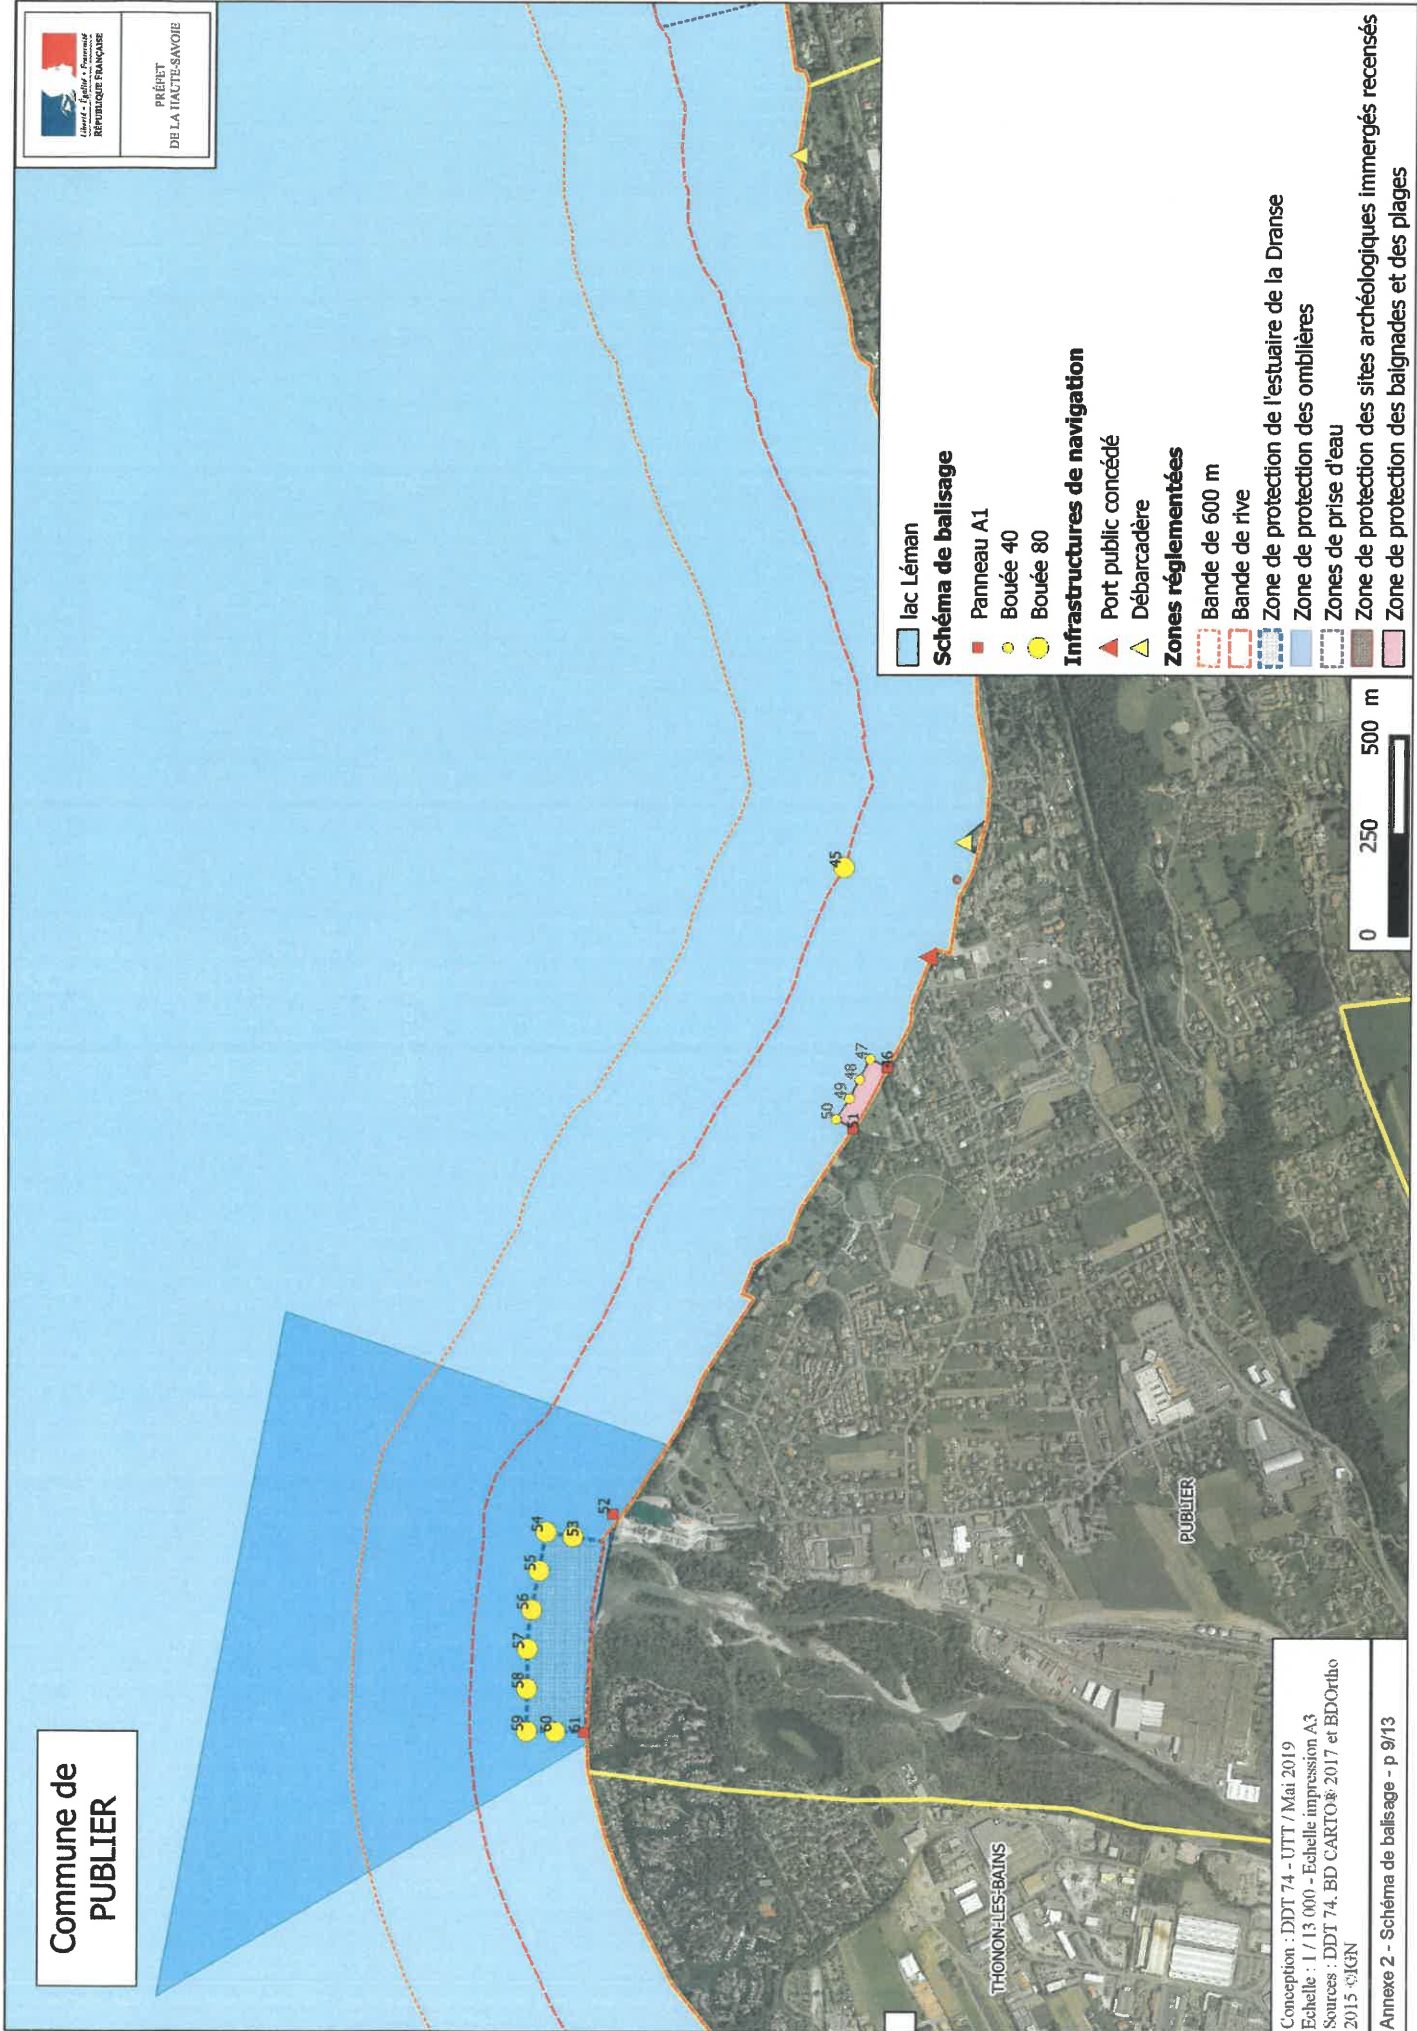 Commune de
PUBLIER
Liberté • Égalité • Fraternité
RÉPUBLIQUE FRANÇAISE
PRÉFET
DE LA HAUTE-SAVOIE
59
58
57
56
55
54
60
53
61
52
50
49
48
47
51
46
45
THONON-LES-BAINS
PUBLIER
lac Léman
Schéma de balisage
Panneau A1
Bouée 40
Bouée 80
Infrastructures de navigation
Port public concédé
Débarcadère
Zones réglementées
Bande de 600 m
Bande de rive
Zone de protection de l'estuaire de la Dranse
Zone de protection des omblières
Zones de prise d'eau
Zone de protection des sites archéologiques immergés recensés
Zone de protection des baignades et des plages
0 250 500 m
Conception : DDT 74 - UTT / Mai 2019
Echelle : 1 / 13 000 - Echelle impression A3
Sources : DDT 74, BD CARTO® 2017 et BDOrtho
2015 ©IGN
Annexe 2 - Schéma de balisage - p 9/13